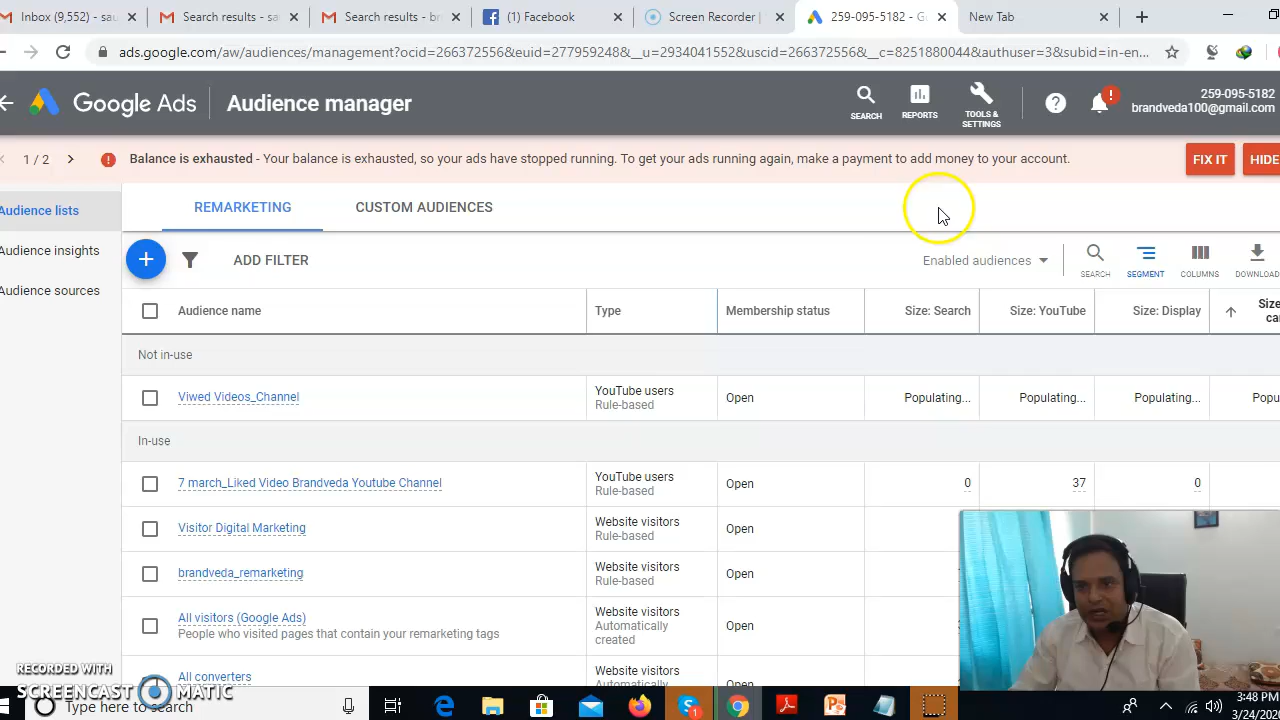 Inbox (9,552) - sau
Search results - sa
Search results - br
(1) Facebook
Screen Recorder |
259-095-5182 - G
New Tab
ads.google.com/aw/audiences/management?ocid=266372556&euid=277959248&__u=2934041552&uscid=266372556&__c=8251880044&authuser=3&subid=in-en...
Google Ads
Audience manager
SEARCH
REPORTS
TOOLS & SETTINGS
259-095-5182
brandveda100@gmail.com
1 / 2
Balance is exhausted - Your balance is exhausted, so your ads have stopped running. To get your ads running again, make a payment to add money to your account.
FIX IT
HIDE
Audience lists
Audience insights
Audience sources
REMARKETING
CUSTOM AUDIENCES
ADD FILTER
Enabled audiences
SEARCH
SEGMENT
COLUMNS
DOWNLOAD
Audience name
Type
Membership status
Size: Search
Size: YouTube
Size: Display
Size
Not in-use
Viwed Videos_Channel
YouTube users
Rule-based
Open
Populating...
Populating...
Populating...
Popu
In-use
7 march_Liked Video Brandveda Youtube Channel
YouTube users
Rule-based
Open
0
37
0
Visitor Digital Marketing
Website visitors
Rule-based
Open
brandveda_remarketing
Website visitors
Rule-based
Open
All visitors (Google Ads)
People who visited pages that contain your remarketing tags
Website visitors
Automatically
created
Open
All converters
Website visitors
Automatically
Open
RECORDED WITH
SCREENCAST MATIC
Type here to search
3:48 PM
3/24/20